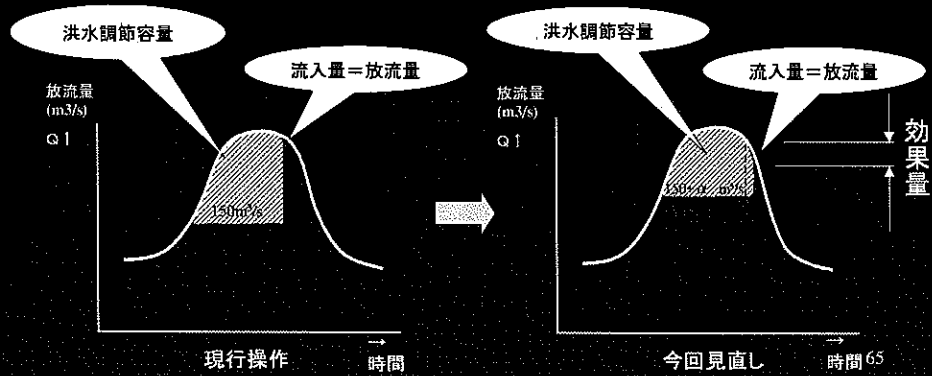 洪水調節容量
流入量=放流量
放流量
(m3/s)
Q↑
150m³/s
→
時間
現行操作
洪水調節容量
流入量=放流量
放流量
(m3/s)
Q↑
150+α m³/s
効果量
→
時間
今回見直し
65